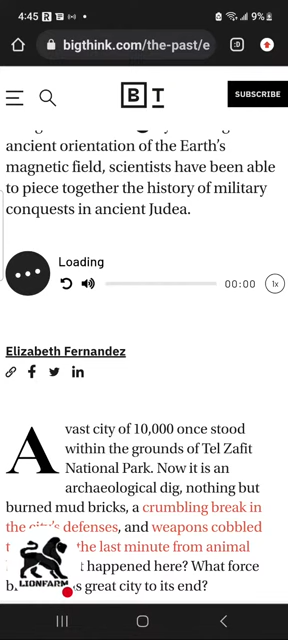 4:45
9%
bigthink.com/the-past/e
:D
B T
SUBSCRIBE
ancient orientation of the Earth's
magnetic field, scientists have been able
to piece together the history of military
conquests in ancient Judea.
Loading
00:00
1x
Elizabeth Fernandez
A vast city of 10,000 once stood
within the grounds of Tel Zafit
National Park. Now it is an
archaeological dig, nothing but
burned mud bricks, a crumbling break in
the city's defenses, and weapons cobbled
the last minute from animal
happened here? What force
great city to its end?
LIONFARM